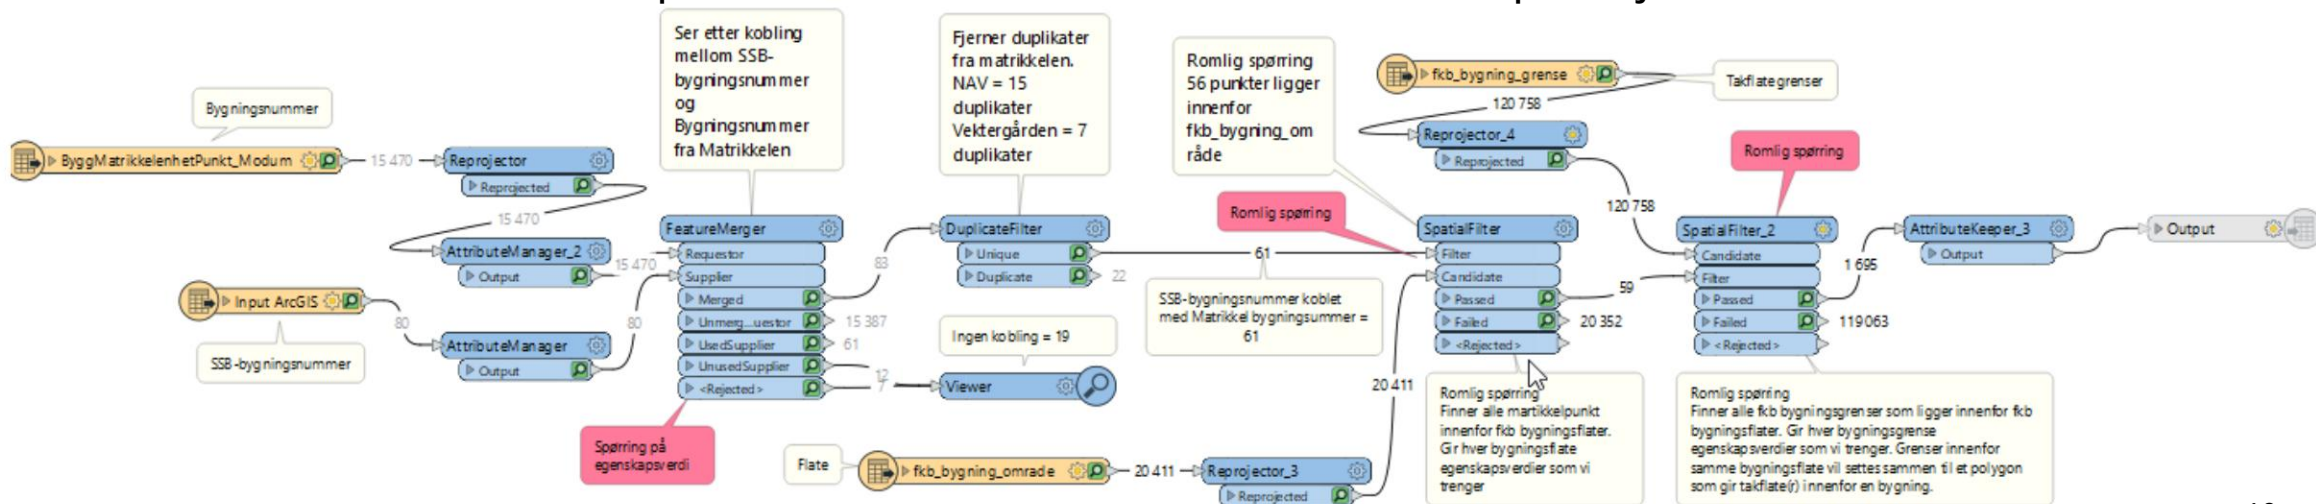 Bygningsnummer
ByggMatrikkelenhetPunkt_Modum
15 470
Reprojector
Reprojected
15 470
AttributeManager_2
Output
15 470
Input ArcGIS
80
SSB-bygningsnummer
AttributeManager
Output
80
Ser etter kobling
mellom SSB-
bygningsnummer
og
Bygningsnummer
fra Matrikkelen
FeatureMerger
Requestor
Supplier
Merged
Unmerg...uestor
15 387
UsedSupplier
61
UnusedSupplier
12
<Rejected>
7
83
Spørring på
egenskapsverdi
Fjerner duplikater
fra matrikkelen.
NAV = 15
duplikater
Vektergården = 7
duplikater
DuplicateFilter
Unique
Duplicate
22
61
Ingen kobling = 19
Viewer
Flate
fkb_bygning_omrade
20 411
Reprojector_3
Reprojected
20 411
SSB-bygningsnummer koblet
med Matrikkel bygningsummer =
61
Romlig spørring
56 punkter ligger
innenfor
fkb_bygning_om
råde
Romlig spørring
SpatialFilter
Filter
Candidate
Passed
59
Failed
20 352
<Rejected>
Romlig spørring
Finner alle martikkelpunkt
innenfor fkb bygningsflater.
Gir hver bygningsflate
egenskapsverdier som vi
trenger
fkb_bygning_grense
Takflategrenser
120 758
Reprojector_4
Reprojected
120 758
Romlig spørring
SpatialFilter_2
Candidate
Filter
Passed
1 695
Failed
119 063
<Rejected>
Romlig spørring
Finner alle fkb bygningsgrenser som ligger innenfor fkb
bygningsflater. Gir hver bygningsgrense
egenskapsverdier som vi trenger. Grenser innenfor
samme bygningsflate vil settes sammen til et polygon
som gir takflate(r) innenfor en bygning.
AttributeKeeper_3
Output
Output